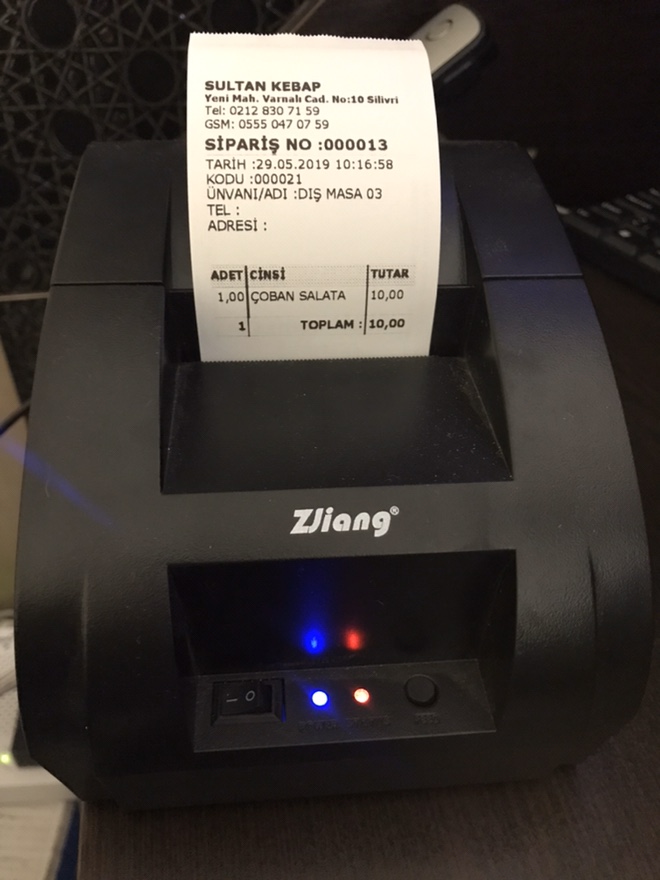 SULTAN KEBAP
Yeni Mah. Varnalı Cad. No:10 Silivri
Tel: 0212 830 71 59
GSM: 0555 047 07 59
SİPARİŞ NO :000013
TARİH :29.05.2019 10:16:58
KODU :000021
ÜNVANI/ADI :DIŞ MASA 03
TEL :
ADRESİ :
ADET CİNSİ TUTAR
1,00 ÇOBAN SALATA 10,00
1 TOPLAM : 10,00
ZJiang®